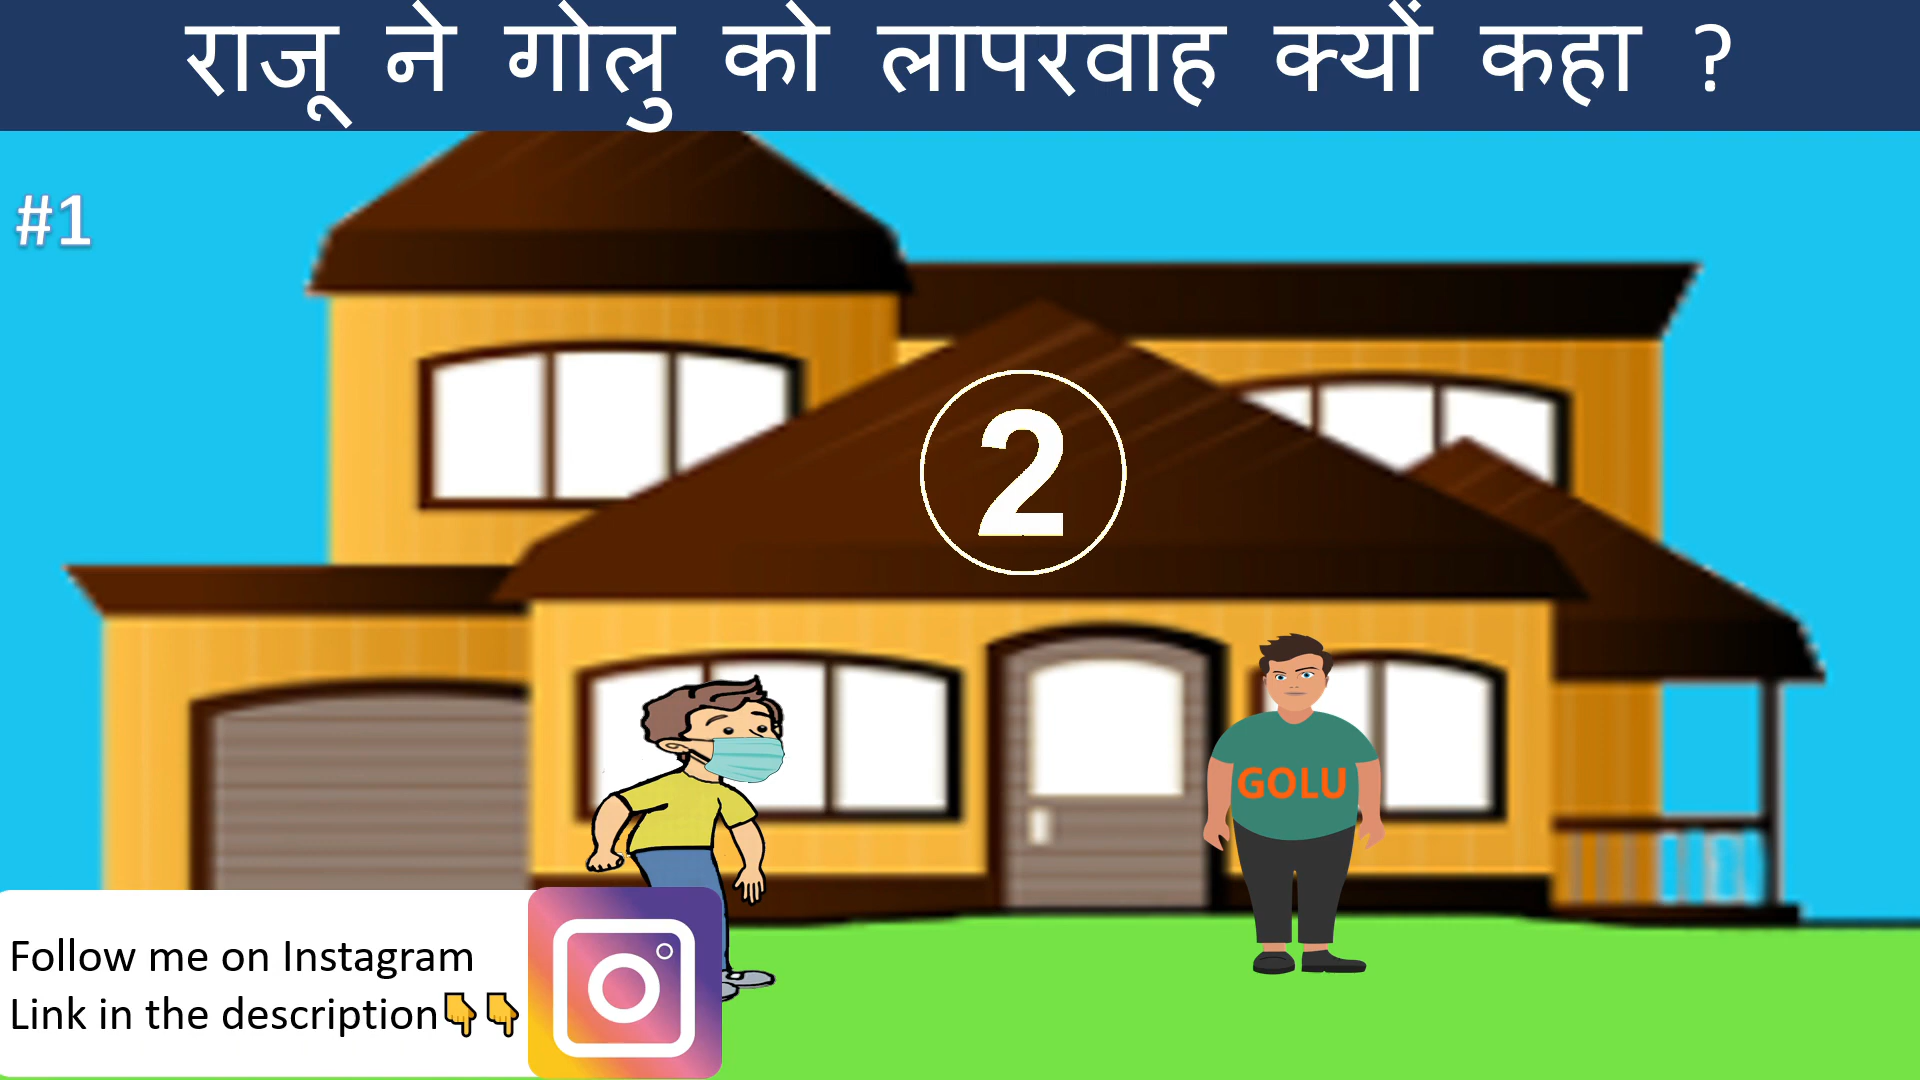 राजू ने गोलु को लापरवाह क्यों कहा ?
#1
2
GOLU
Follow me on Instagram
Link in the description👇👇